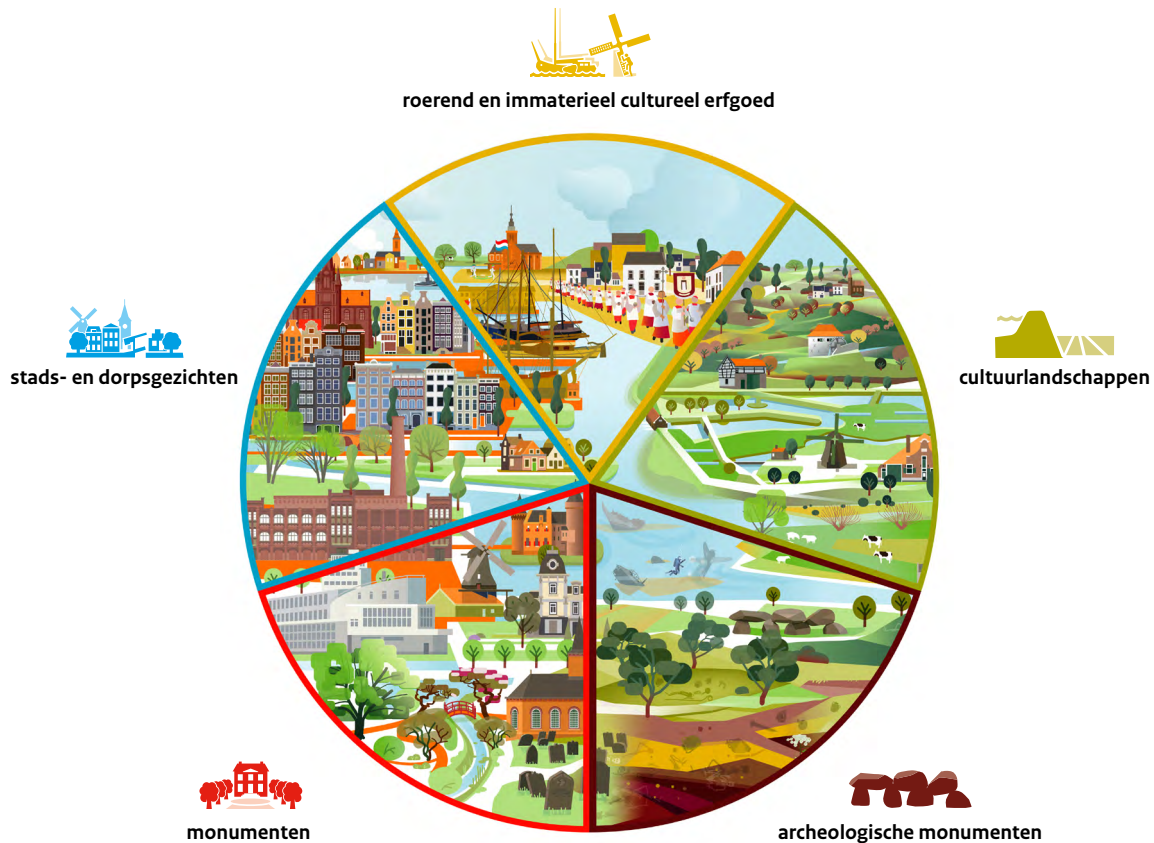 roerend en immaterieel cultureel erfgoed
stads- en dorpsgezichten
cultuurlandschappen
monumenten
archeologische monumenten